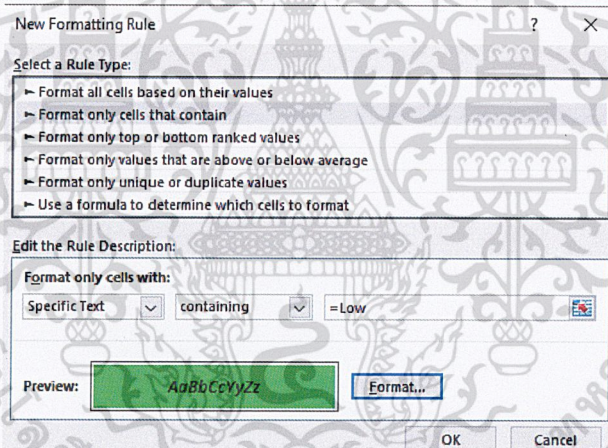 New Formatting Rule ? ×
Select a Rule Type:
► Format all cells based on their values
► Format only cells that contain
► Format only top or bottom ranked values
► Format only values that are above or below average
► Format only unique or duplicate values
► Use a formula to determine which cells to format
Edit the Rule Description:
Format only cells with:
Specific Text containing =Low
Preview: AaBbCcYyZz Format...
OK Cancel